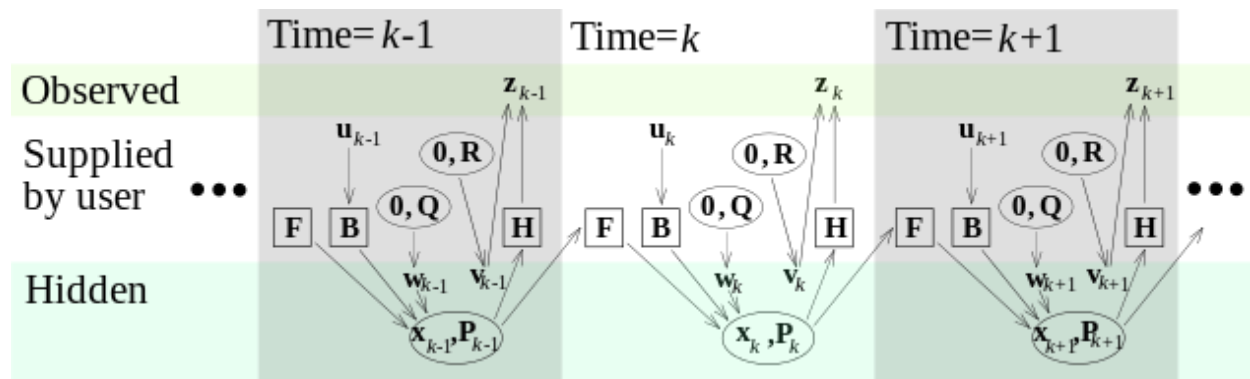 Time=k-1 Time=k Time=k+1
Observed z_{k-1} z_k z_{k+1}
u_{k-1} 0,R u_k 0,R u_{k+1} 0,R
Supplied
by user ••• 0,Q 0,Q 0,Q •••
F B H F B H F B H
w_{k-1} v_{k-1} w_k v_k w_{k+1} v_{k+1}
Hidden
x_{k-1},P_{k-1} x_k,P_k x_{k+1},P_{k+1}